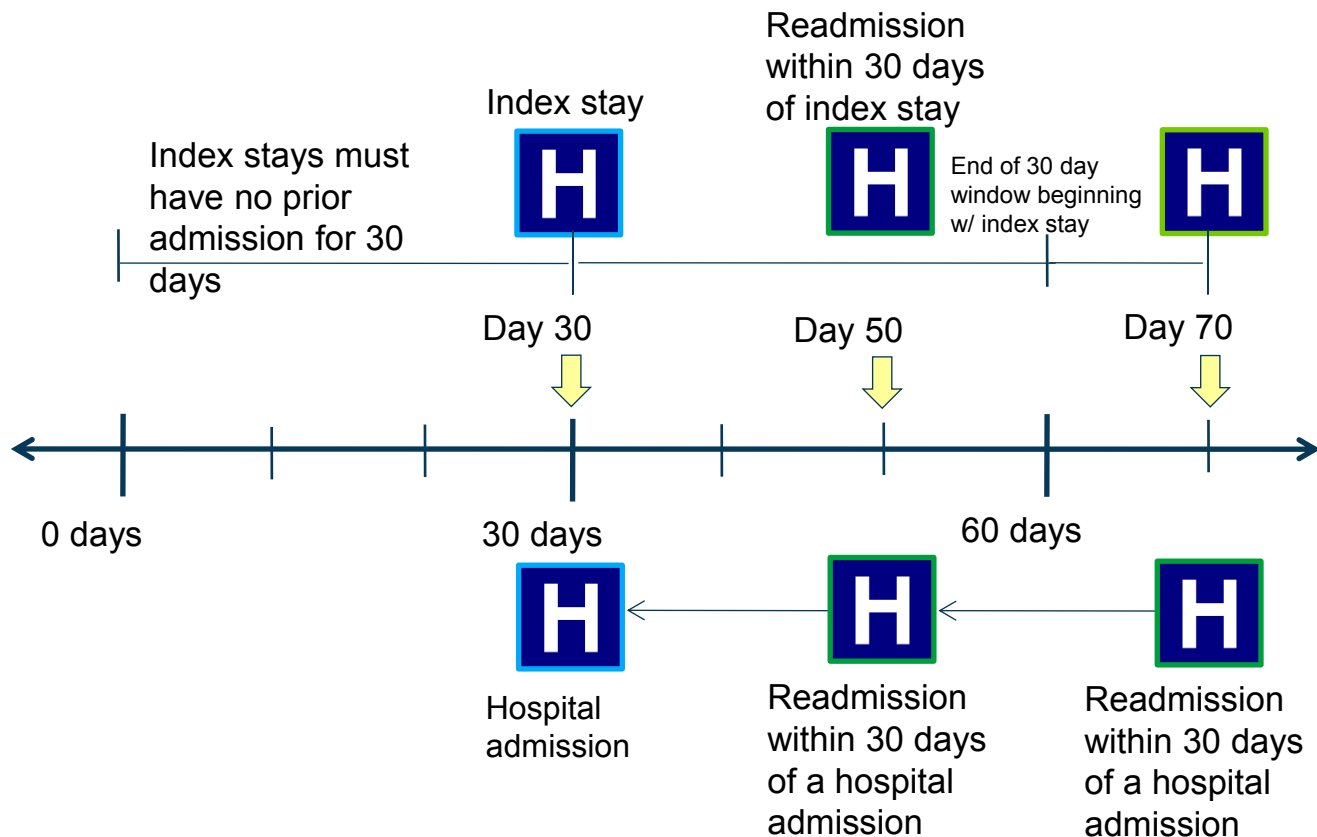 Readmission
within 30 days
of index stay
Index stay
H
H
H
Index stays must
have no prior
admission for 30
days
End of 30 day
window beginning
w/ index stay
Day 30
Day 50
Day 70
0 days
30 days
60 days
H
H
H
Hospital
admission
Readmission
within 30 days
of a hospital
admission
Readmission
within 30 days
of a hospital
admission